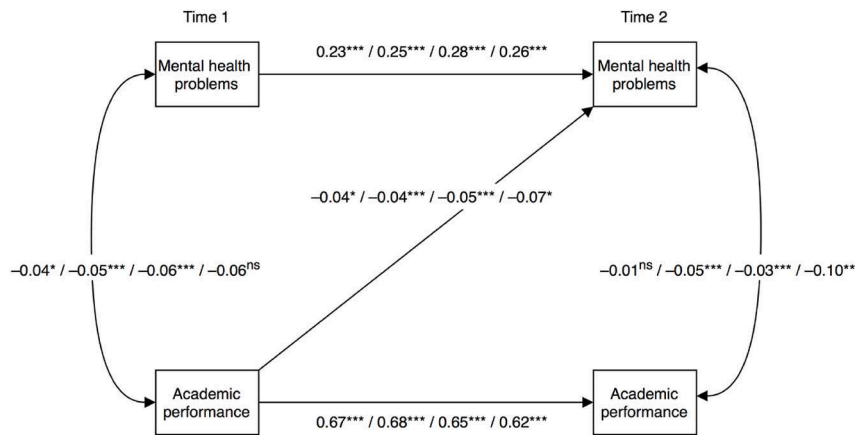 Time 1
Time 2
Mental health
problems
0.23*** / 0.25*** / 0.28*** / 0.26***
Mental health
problems
–0.04* / –0.04*** / –0.05*** / –0.07*
–0.04* / –0.05*** / –0.06*** / –0.06ns
–0.01ns / –0.05*** / –0.03*** / –0.10**
Academic
performance
0.67*** / 0.68*** / 0.65*** / 0.62***
Academic
performance